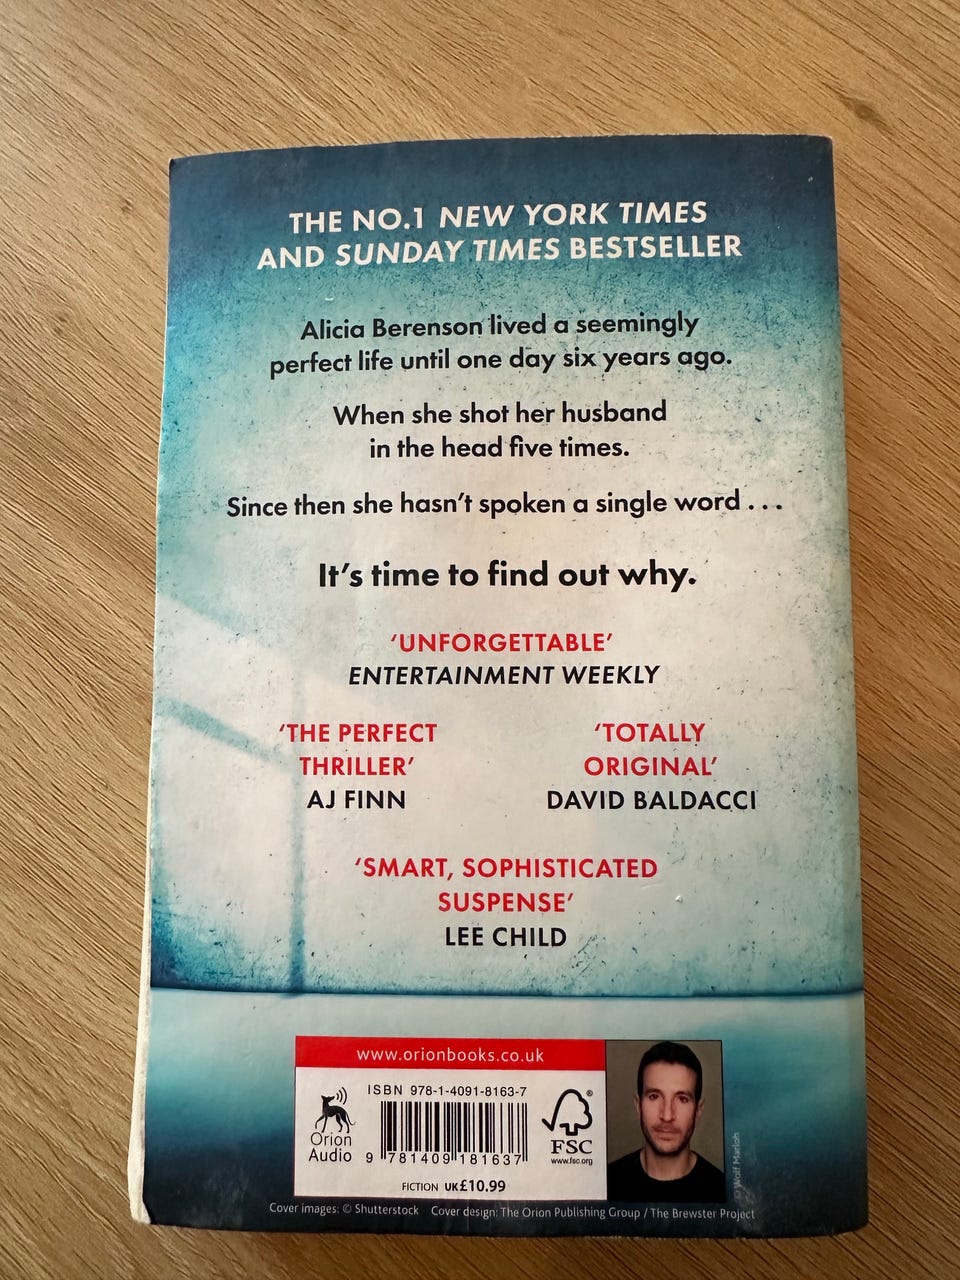 THE NO.1 NEW YORK TIMES
AND SUNDAY TIMES BESTSELLER
Alicia Berenson lived a seemingly
perfect life until one day six years ago.
When she shot her husband
in the head five times.
Since then she hasn't spoken a single word . . .
It's time to find out why.
'UNFORGETTABLE'
ENTERTAINMENT WEEKLY
'THE PERFECT
THRILLER'
AJ FINN
'TOTALLY
ORIGINAL'
DAVID BALDACCI
'SMART, SOPHISTICATED
SUSPENSE'
LEE CHILD
www.orionbooks.co.uk
ISBN 978-1-4091-8163-7
Orion
Audio
9 781409 181637
FSC
www.fsc.org
®
FICTION UK£10.99
© Wolf Marloh
Cover images: © Shutterstock Cover design: The Orion Publishing Group / The Brewster Project